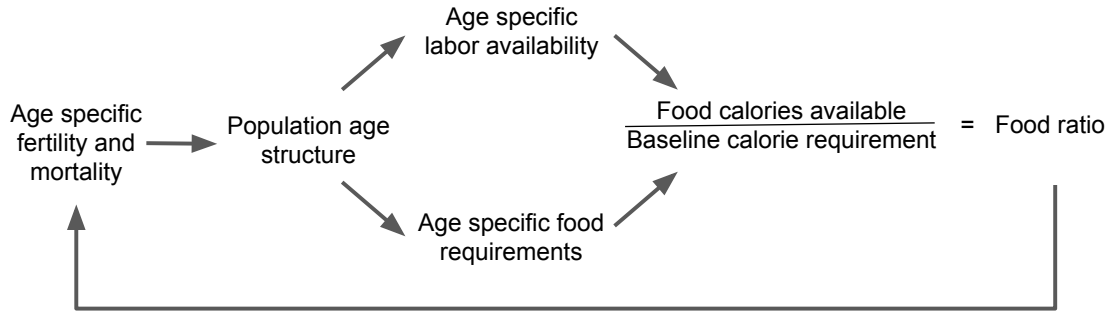 Age specific
labor availability
Age specific
fertility and
mortality
Population age
structure
Food calories available
Baseline calorie requirement
= Food ratio
Age specific food
requirements